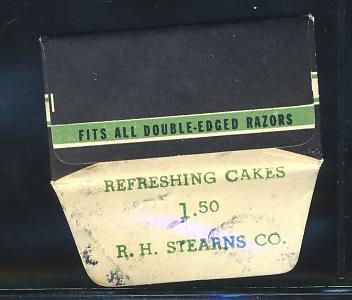 FITS ALL DOUBLE-EDGED RAZORS
REFRESHING CAKES
1.50
R. H. STEARNS CO.